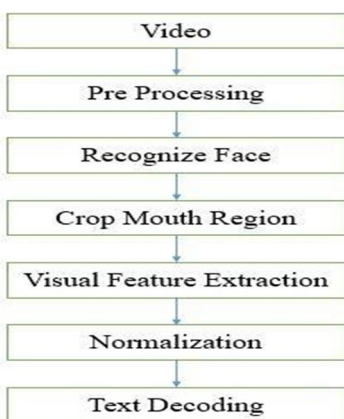 Video
Pre Processing
Recognize Face
Crop Mouth Region
Visual Feature Extraction
Normalization
Text Decoding